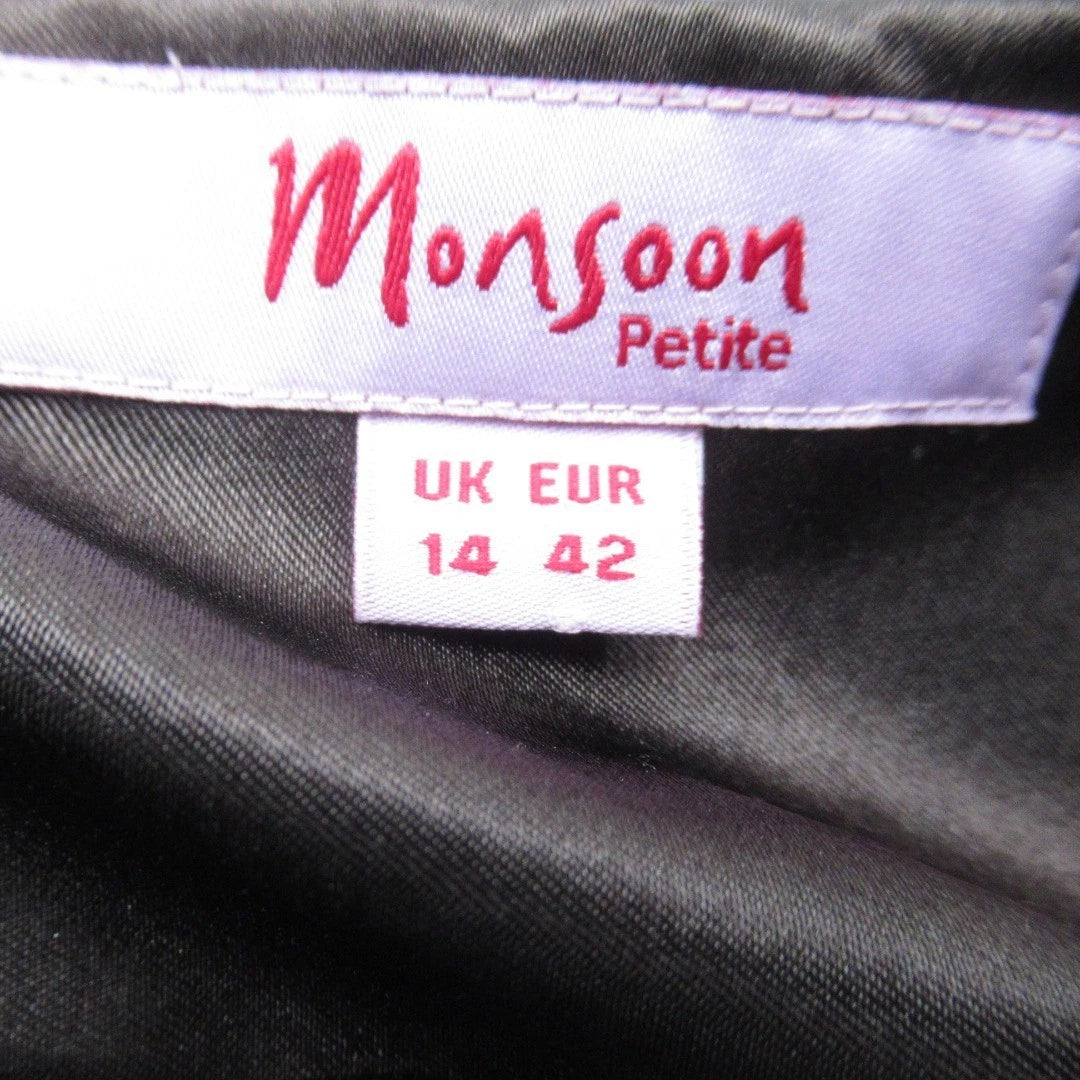 Monsoon
Petite
UK EUR
14 42